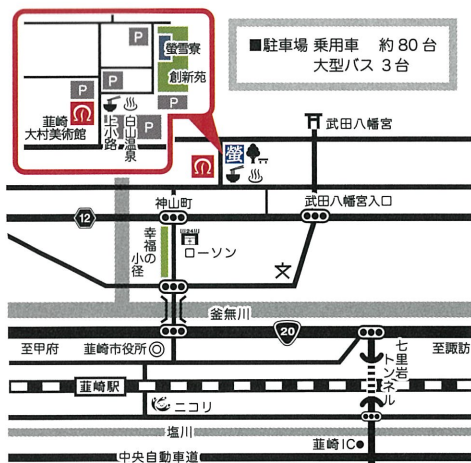 螢雪寮
創新苑
P
P
P
P
P
韮崎
大村美術館
上小路
白山温泉
■駐車場 乗用車 約80台
大型バス 3台
武田八幡宮
螢
12
神山町
武田八幡宮入口
幸福の
小径
24H
ローソン
文
釜無川
20
至甲府
韮崎市役所◎
七里岩
トンネル
至諏訪
韮崎駅
ニコリ
塩川
韮崎IC●
中央自動車道